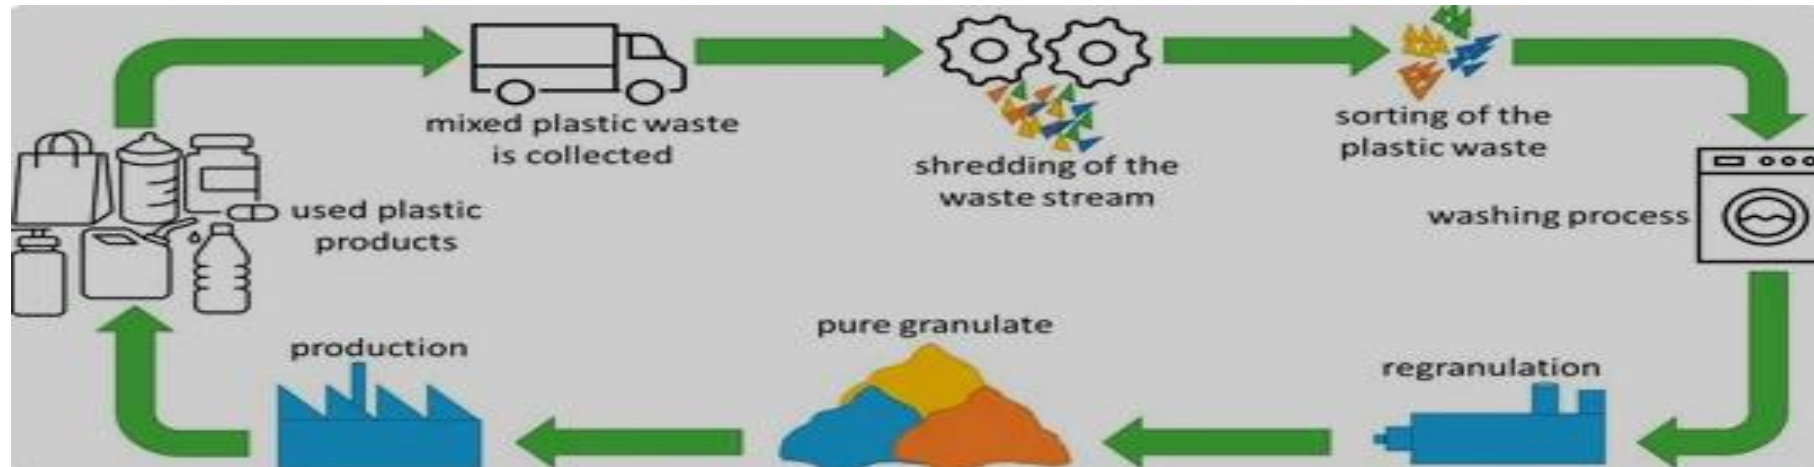 mixed plastic waste
is collected
shredding of the
waste stream
sorting of the
plastic waste
used plastic
products
washing process
production
pure granulate
regranulation